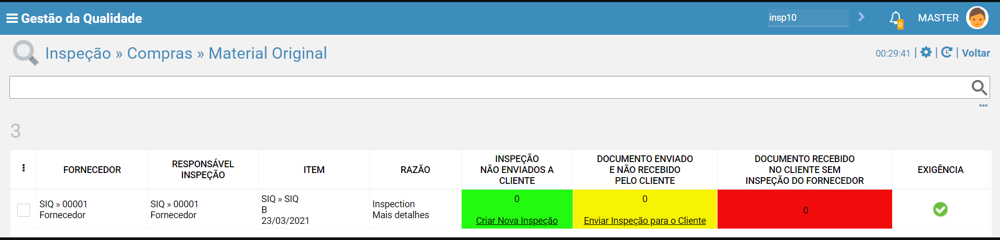 Gestão da Qualidade
insp10
0
MASTER
Inspeção » Compras » Material Original
00:29:41 | | | Voltar
3
FORNECEDOR
RESPONSÁVEL
INSPEÇÃO
ITEM
RAZÃO
INSPEÇÃO
NÃO ENVIADOS A
CLIENTE
DOCUMENTO ENVIADO
E NÃO RECEBIDO
PELO CLIENTE
DOCUMENTO RECEBIDO
NO CLIENTE SEM
INSPEÇÃO DO FORNECEDOR
EXIGÊNCIA
SIQ » 00001
Fornecedor
SIQ » 00001
Fornecedor
SIQ » SIQ
B
23/03/2021
Inspection
Mais detalhes
0
Criar Nova Inspeção
0
Enviar Inspeção para o Cliente
0